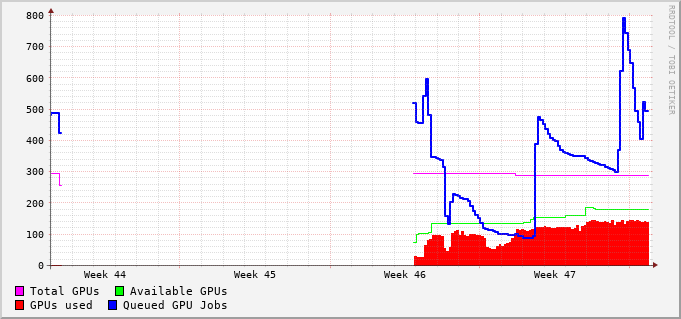 800
700
600
500
400
300
200
100
0
Week 44 Week 45 Week 46 Week 47
Total GPUs Available GPUs
GPUs used Queued GPU Jobs
RRDTOOL / TOBI OETIKER